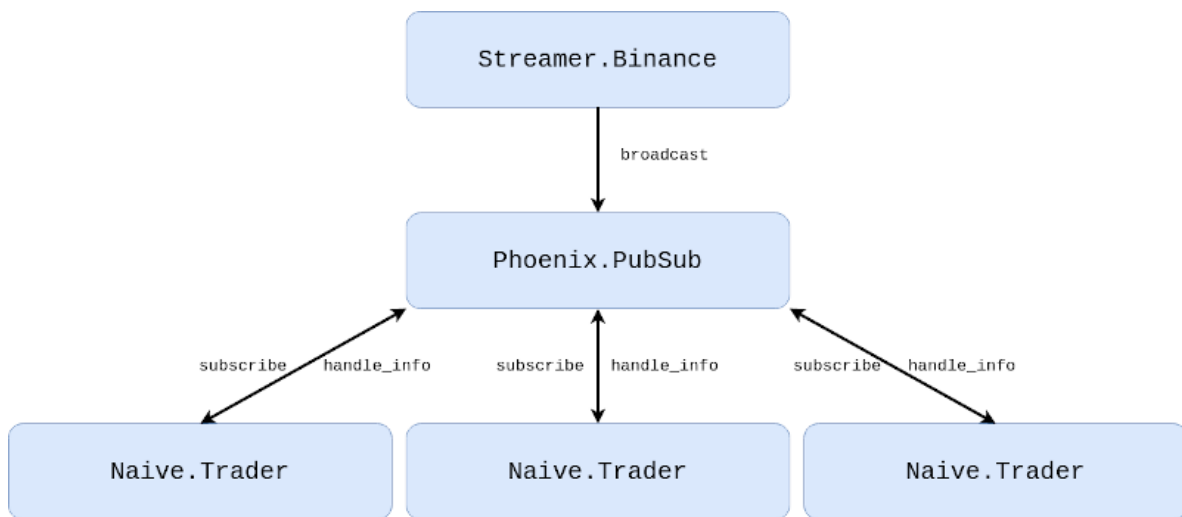 Streamer.Binance
broadcast
Phoenix.PubSub
subscribe handle_info subscribe handle_info subscribe handle_info
Naive.Trader Naive.Trader Naive.Trader